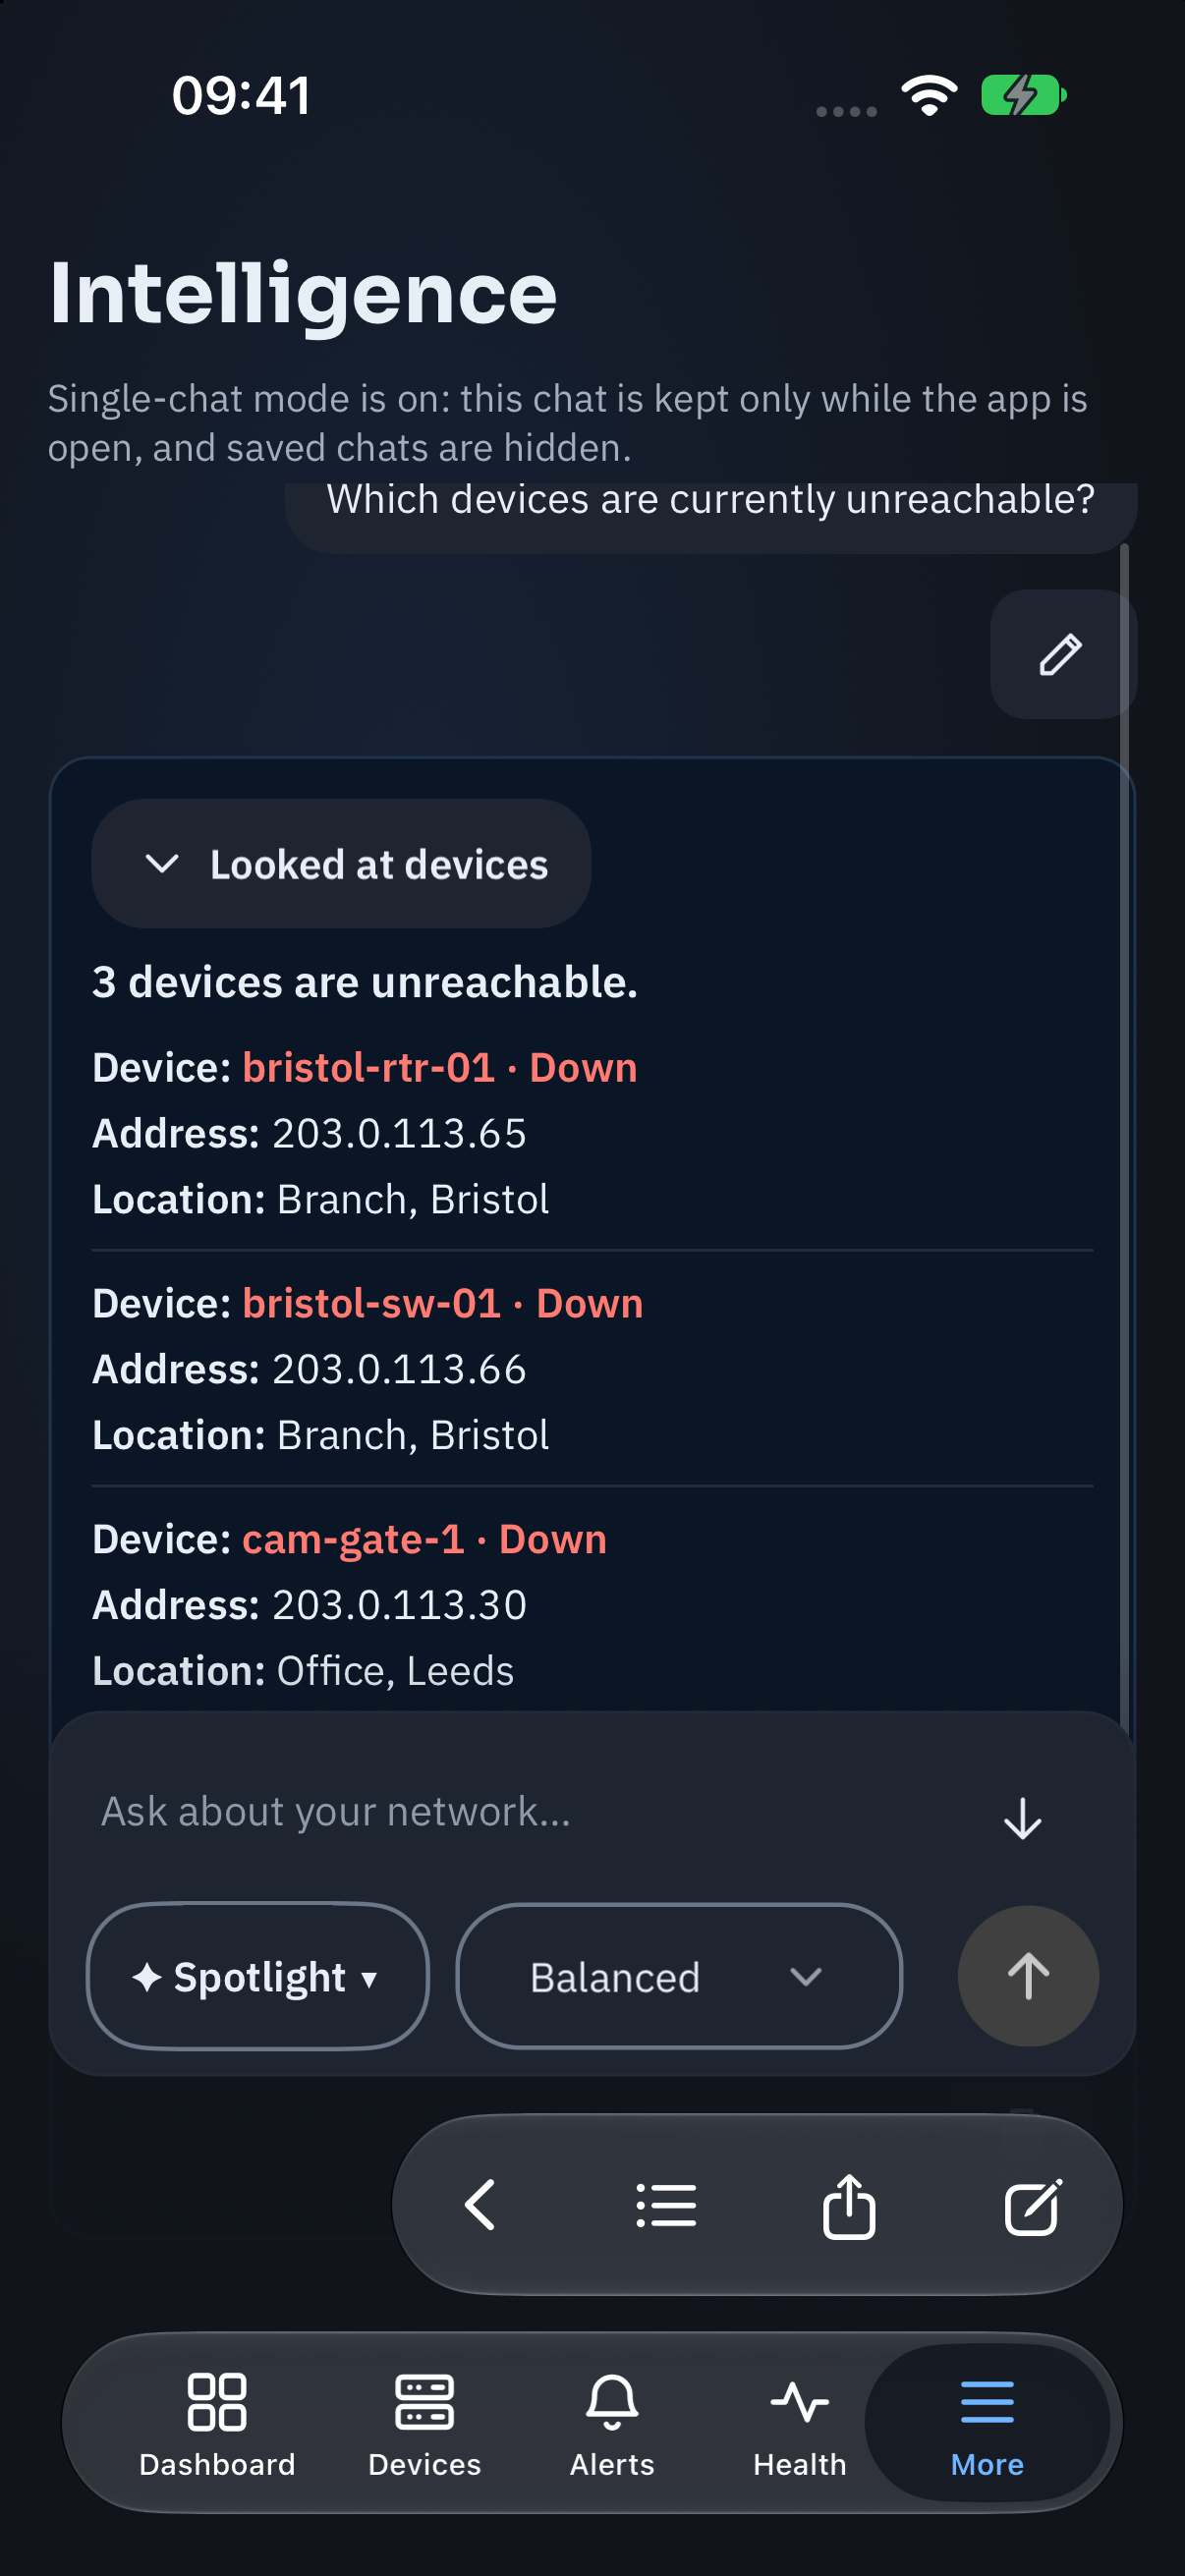 09:41
Intelligence
Single-chat mode is on: this chat is kept only while the app is
open, and saved chats are hidden.
Which devices are currently unreachable?
Looked at devices
3 devices are unreachable.
Device: bristol-rtr-01 · Down
Address: 203.0.113.65
Location: Branch, Bristol
Device: bristol-sw-01 · Down
Address: 203.0.113.66
Location: Branch, Bristol
Device: cam-gate-1 · Down
Address: 203.0.113.30
Location: Office, Leeds
Ask about your network...
✦ Spotlight ▾
Balanced
Dashboard Devices Alerts Health More